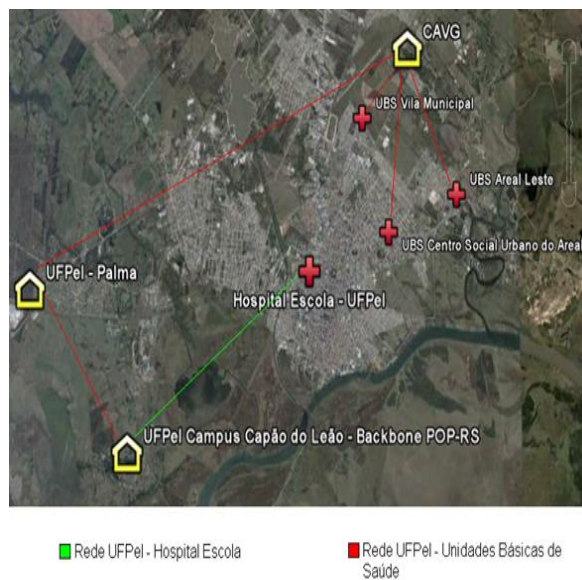 CAVG
UBS Vila Municipal
UBS Areal Leste
UBS Centro Social Urbano do Areal
UFPel - Palma
Hospital Escola - UFPel
UFPel Campus Capão do Leão - Backbone POP-RS
Rede UFPel - Hospital Escola
Rede UFPel - Unidades Básicas de
Saúde